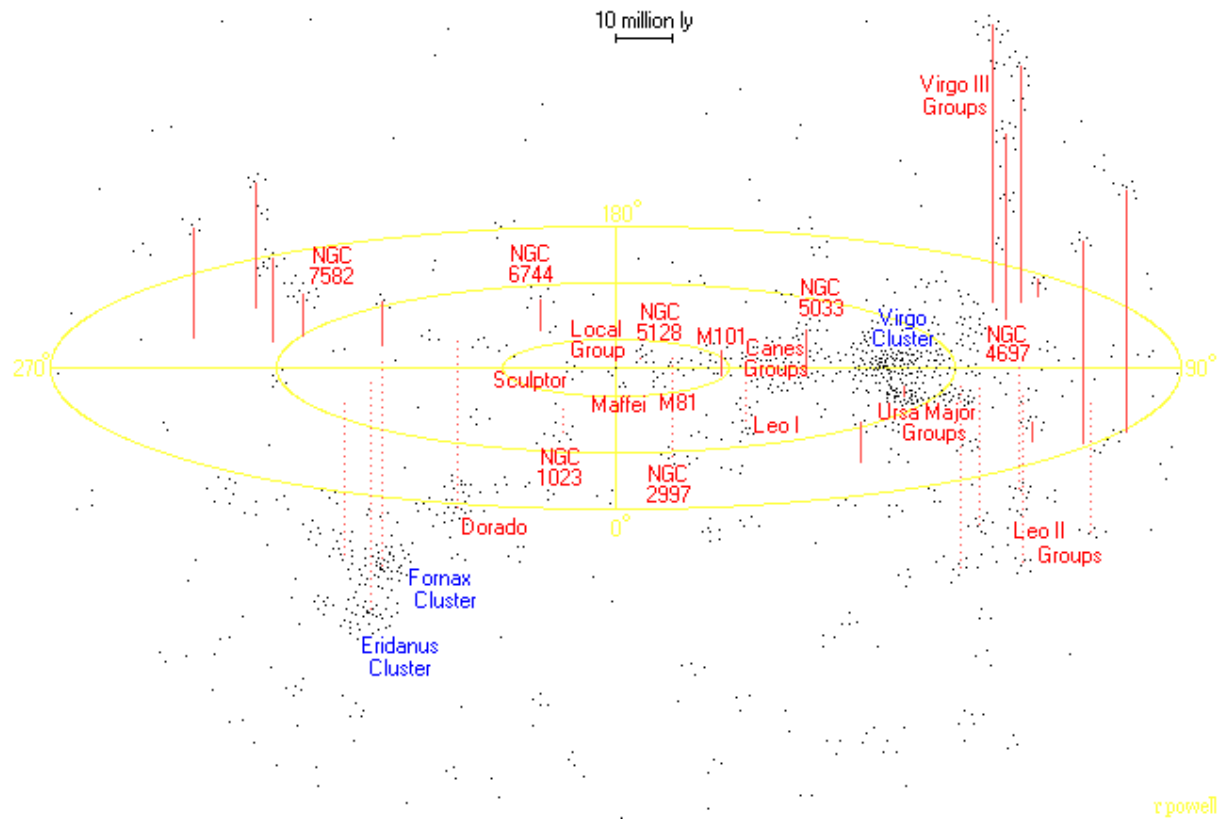 10 million ly
Virgo III
Groups
180°
NGC
7582
NGC
6744
NGC
5033
NGC
5128
Local
Group
M101
Virgo
Cluster
NGC
4697
Canes
Groups
270°
90°
Sculptor
Maffei
M81
Leo I
Ursa Major
Groups
NGC
1023
NGC
2997
Dorado
0°
Leo II
Groups
Fornax
Cluster
Eridanus
Cluster
r powell